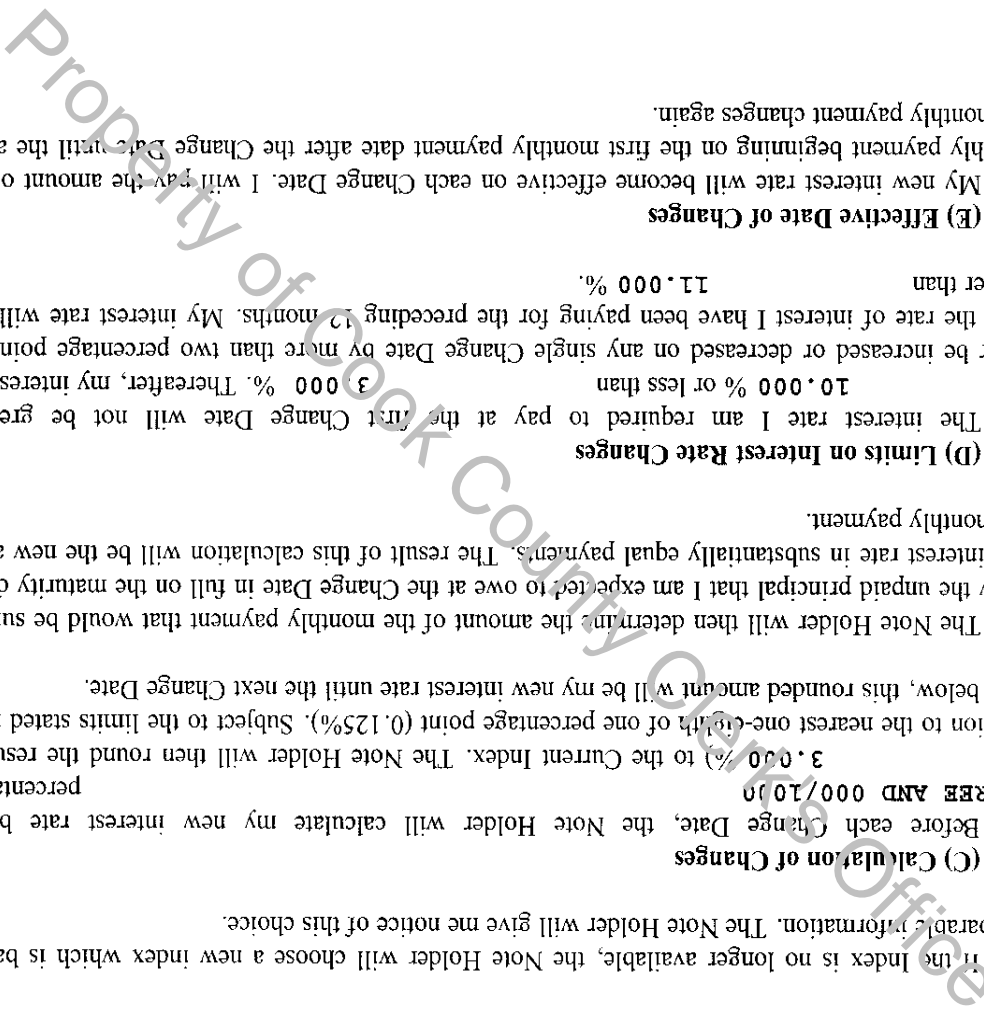 If the Index is no longer available, the Note Holder will choose a new index which is ba
parable information. The Note Holder will give me notice of this choice.
(C) Calculation of Changes
Before each Change Date, the Note Holder will calculate my new interest rate b
REE AND 000/1000 percenta
3.000 %) to the Current Index. The Note Holder will then round the resu
ion to the nearest one-eighth of one percentage point (0.125%). Subject to the limits stated
below, this rounded amount will be my new interest rate until the next Change Date.
The Note Holder will then determine the amount of the monthly payment that would be su
y the unpaid principal that I am expected to owe at the Change Date in full on the maturity d
interest rate in substantially equal payments. The result of this calculation will be the new a
monthly payment.
(D) Limits on Interest Rate Changes
The interest rate I am required to pay at the first Change Date will not be gre
10.000 % or less than 3.000 %. Thereafter, my interes
r be increased or decreased on any single Change Date by more than two percentage poin
the rate of interest I have been paying for the preceding 12 months. My interest rate will
er than 11.000 %.
(E) Effective Date of Changes
My new interest rate will become effective on each Change Date. I will pay the amount o
hly payment beginning on the first monthly payment date after the Change Date until the a
monthly payment changes again.
Property of Cook County Clerk's Office